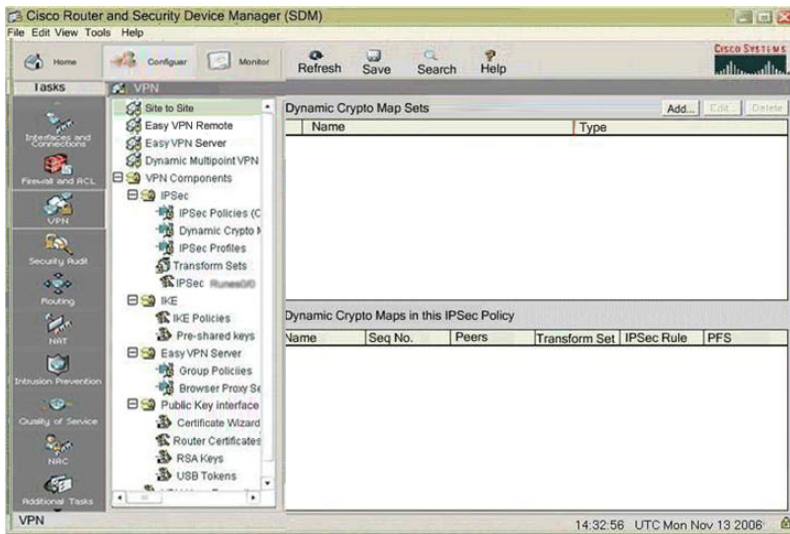 Cisco Router and Security Device Manager (SDM)
File Edit View Tools Help
Home
Configuar
Monitor
Refresh
Save
Search
Help
CISCO SYSTEMS
Tasks
VPN
Interfaces and
Connections
Firewall and ACL
VPN
Security Audit
Routing
NAT
Intrusion Prevention
Quality of Service
NAC
Additional Tasks
Site to Site
Easy VPN Remote
Easy VPN Server
Dynamic Multipoint VPN
VPN Components
IPSec
IPSec Policies (C
Dynamic Crypto M
IPSec Profiles
Transform Sets
IPSec
IKE
IKE Policies
Pre-shared keys
Easy VPN Server
Group Policiies
Browser Proxy Se
Public Key interface
Certificate Wizard
Router Certificates
RSA Keys
USB Tokens
Dynamic Crypto Map Sets
Add...
Edit...
Delete
Name Type
Dynamic Crypto Maps in this IPSec Policy
Name Seq No. Peers Transform Set IPSec Rule PFS
VPN
14:32:56 UTC Mon Nov 13 2006